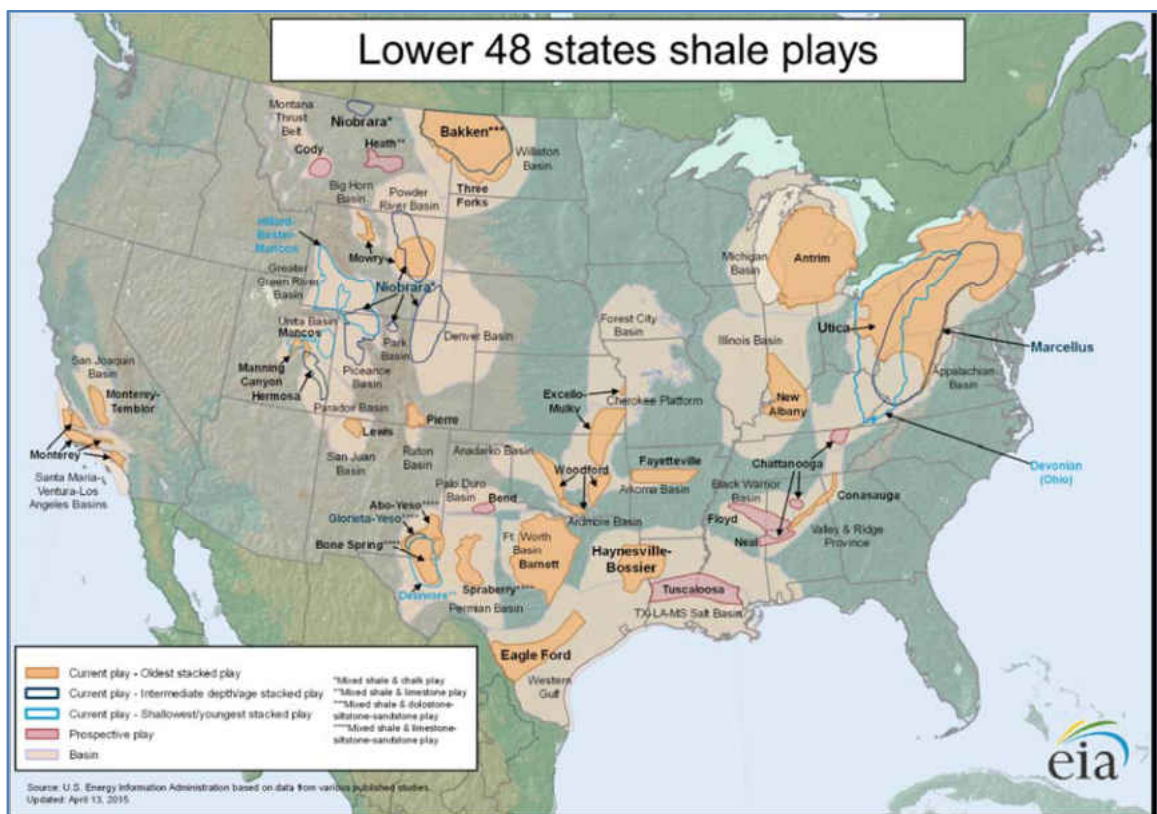 Lower 48 states shale plays
Montana
Thrust
Belt
Niobrara*
Bakken***
Cody
Heath**
Williston
Basin
Big Horn
Basin
Powder
River Basin
Three
Forks
Hilliard-
Baxter-
Mancos
Mowry
Michigan
Basin
Antrim
Greater
Green River
Basin
Niobrara*
Uinta Basin
Mancos
Park
Basin
Denver Basin
Forest City
Basin
Illinois Basin
Utica
Marcellus
Appalachian
Basin
San Joaquin
Basin
Manning
Canyon
Piceance
Basin
Hermosa
Monterey-
Temblor
Paradox Basin
Excello-
Mulky
Cherokee Platform
New
Albany
Pierre
Lewis
Monterey
San Juan
Basin
Raton
Basin
Anadarko Basin
Woodford
Fayetteville
Chattanooga
Devonian
(Ohio)
Santa Maria-
Ventura-Los
Angeles Basins
Palo Duro
Basin
Bend
Arkoma Basin
Black Warrior
Basin
Conasauga
Abo-Yeso****
Glorieta-Yeso****
Ardmore Basin
Floyd
Neal
Valley & Ridge
Province
Bone Spring****
Ft. Worth
Basin
Barnett
Haynesville-
Bossier
Delaware**
Spraberry****
Permian Basin
Tuscaloosa
TX-LA-MS Salt Basin
Eagle Ford
Western
Gulf
Current play - Oldest stacked play
Current play - Intermediate depth/age stacked play
Current play - Shallowest/youngest stacked play
Prospective play
Basin
*Mixed shale & chalk play
**Mixed shale & limestone play
***Mixed shale & dolostone-
siltstone-sandstone play
****Mixed shale & limestone-
siltstone-sandstone play
Source: U.S. Energy Information Administration based on data from various published studies.
Updated: April 13, 2015
eia